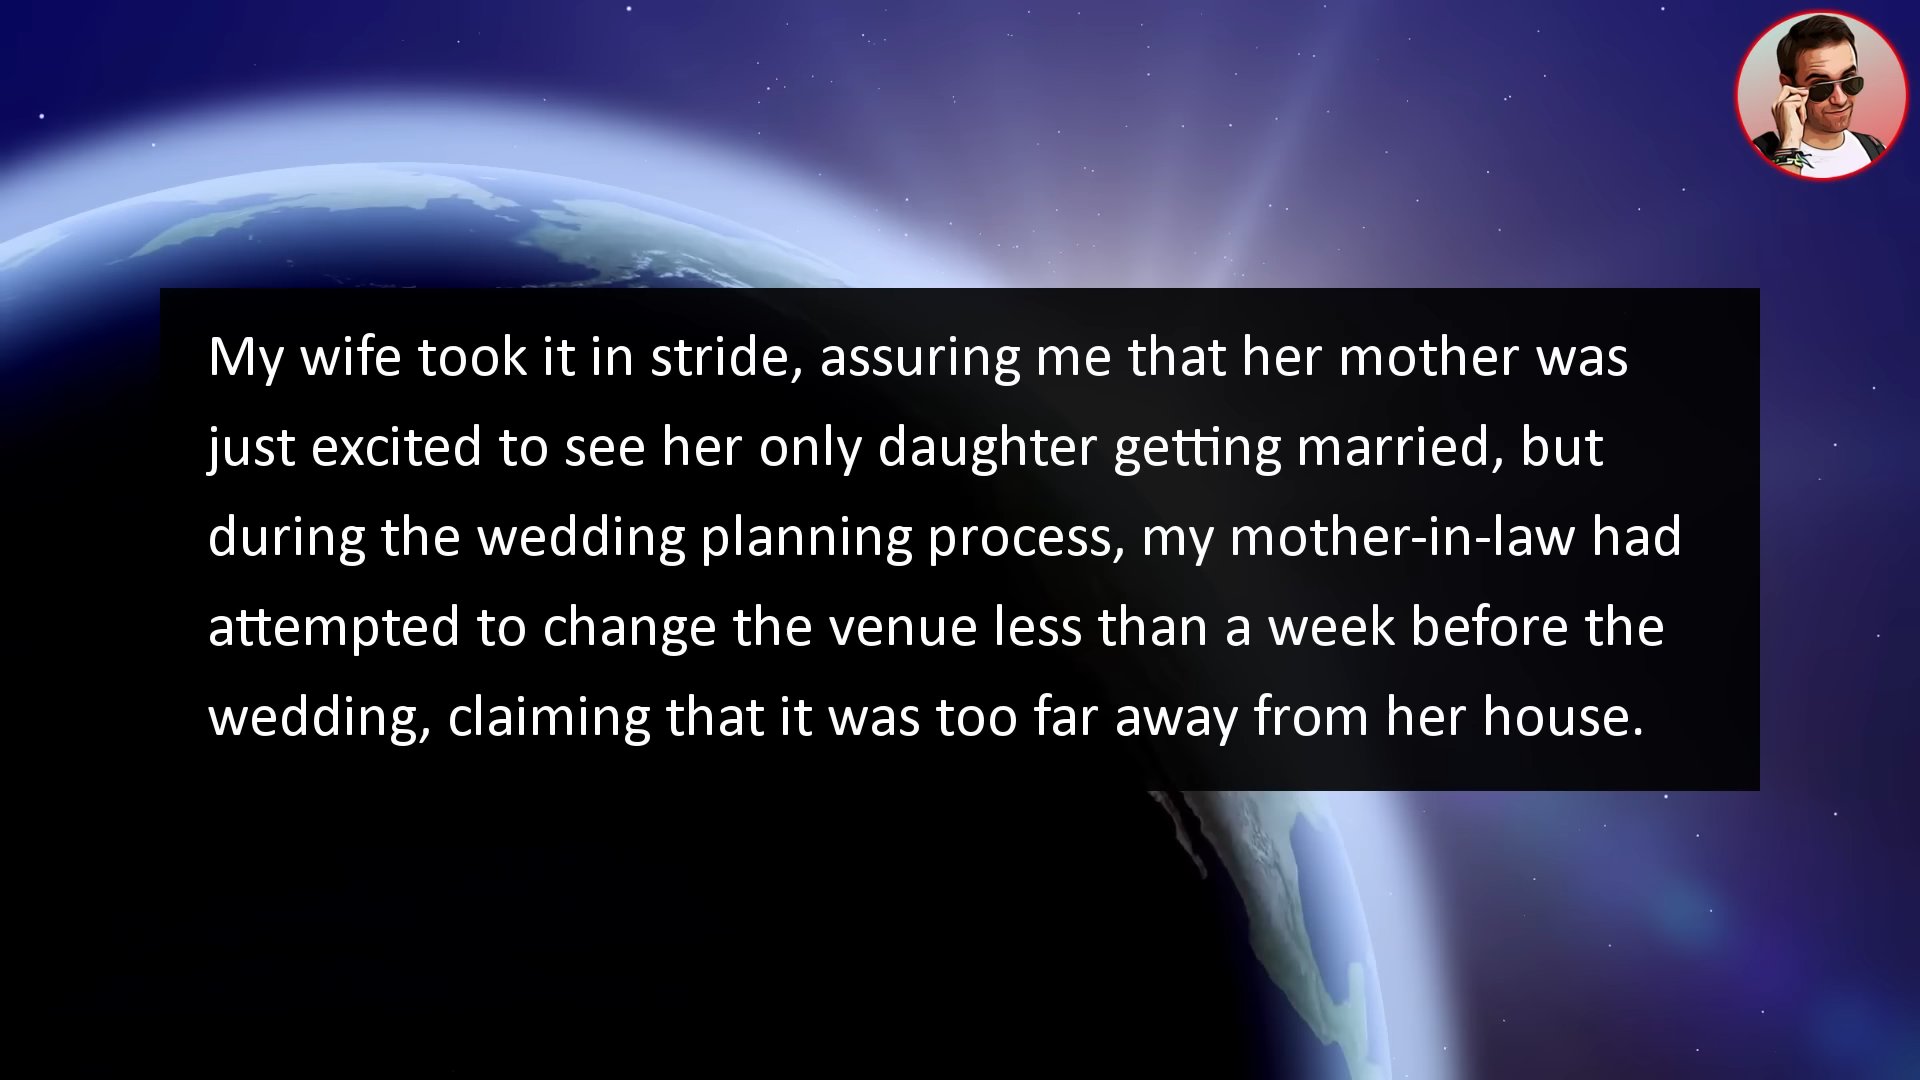 My wife took it in stride, assuring me that her mother was
just excited to see her only daughter getting married, but
during the wedding planning process, my mother-in-law had
attempted to change the venue less than a week before the
wedding, claiming that it was too far away from her house.